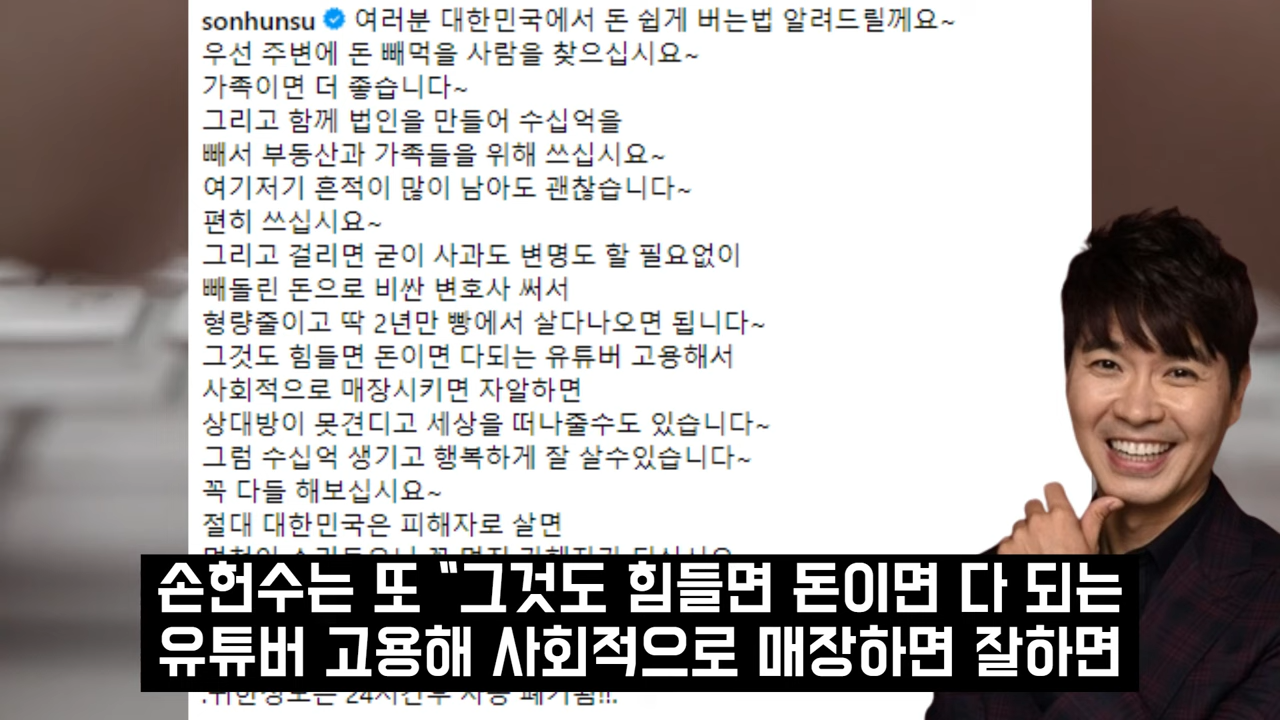 sonhunsu 여러분 대한민국에서 돈 쉽게 버는법 알려드릴께요~
우선 주변에 돈 빼먹을 사람을 찾으십시요~
가족이면 더 좋습니다~
그리고 함께 법인을 만들어 수십억을
빼서 부동산과 가족들을 위해 쓰십시요~
여기저기 흔적이 많이 남아도 괜찮습니다~
편히 쓰십시요~
그리고 걸리면 굳이 사과도 변명도 할 필요없이
빼돌린 돈으로 비싼 변호사 써서
형량줄이고 딱 2년만 빵에서 살다나오면 됩니다~
그것도 힘들면 돈이면 다되는 유튜버 고용해서
사회적으로 매장시키면 자알하면
상대방이 못견디고 세상을 떠나줄수도 있습니다~
그럼 수십억 생기고 행복하게 잘 살수있습니다~
꼭 다들 해보십시요~
절대 대한민국은 피해자로 살면
손헌수는 또 "그것도 힘들면 돈이면 다 되는
유튜버 고용해 사회적으로 매장하면 잘하면
24시간후